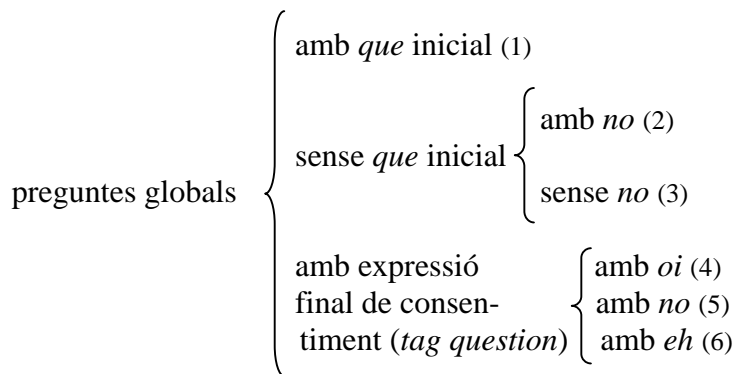 amb que inicial (1)
amb no (2)
sense que inicial
preguntes globals
sense no (3)
amb expressió
final de consen-
timent (tag question)
amb oi (4)
amb no (5)
amb eh (6)